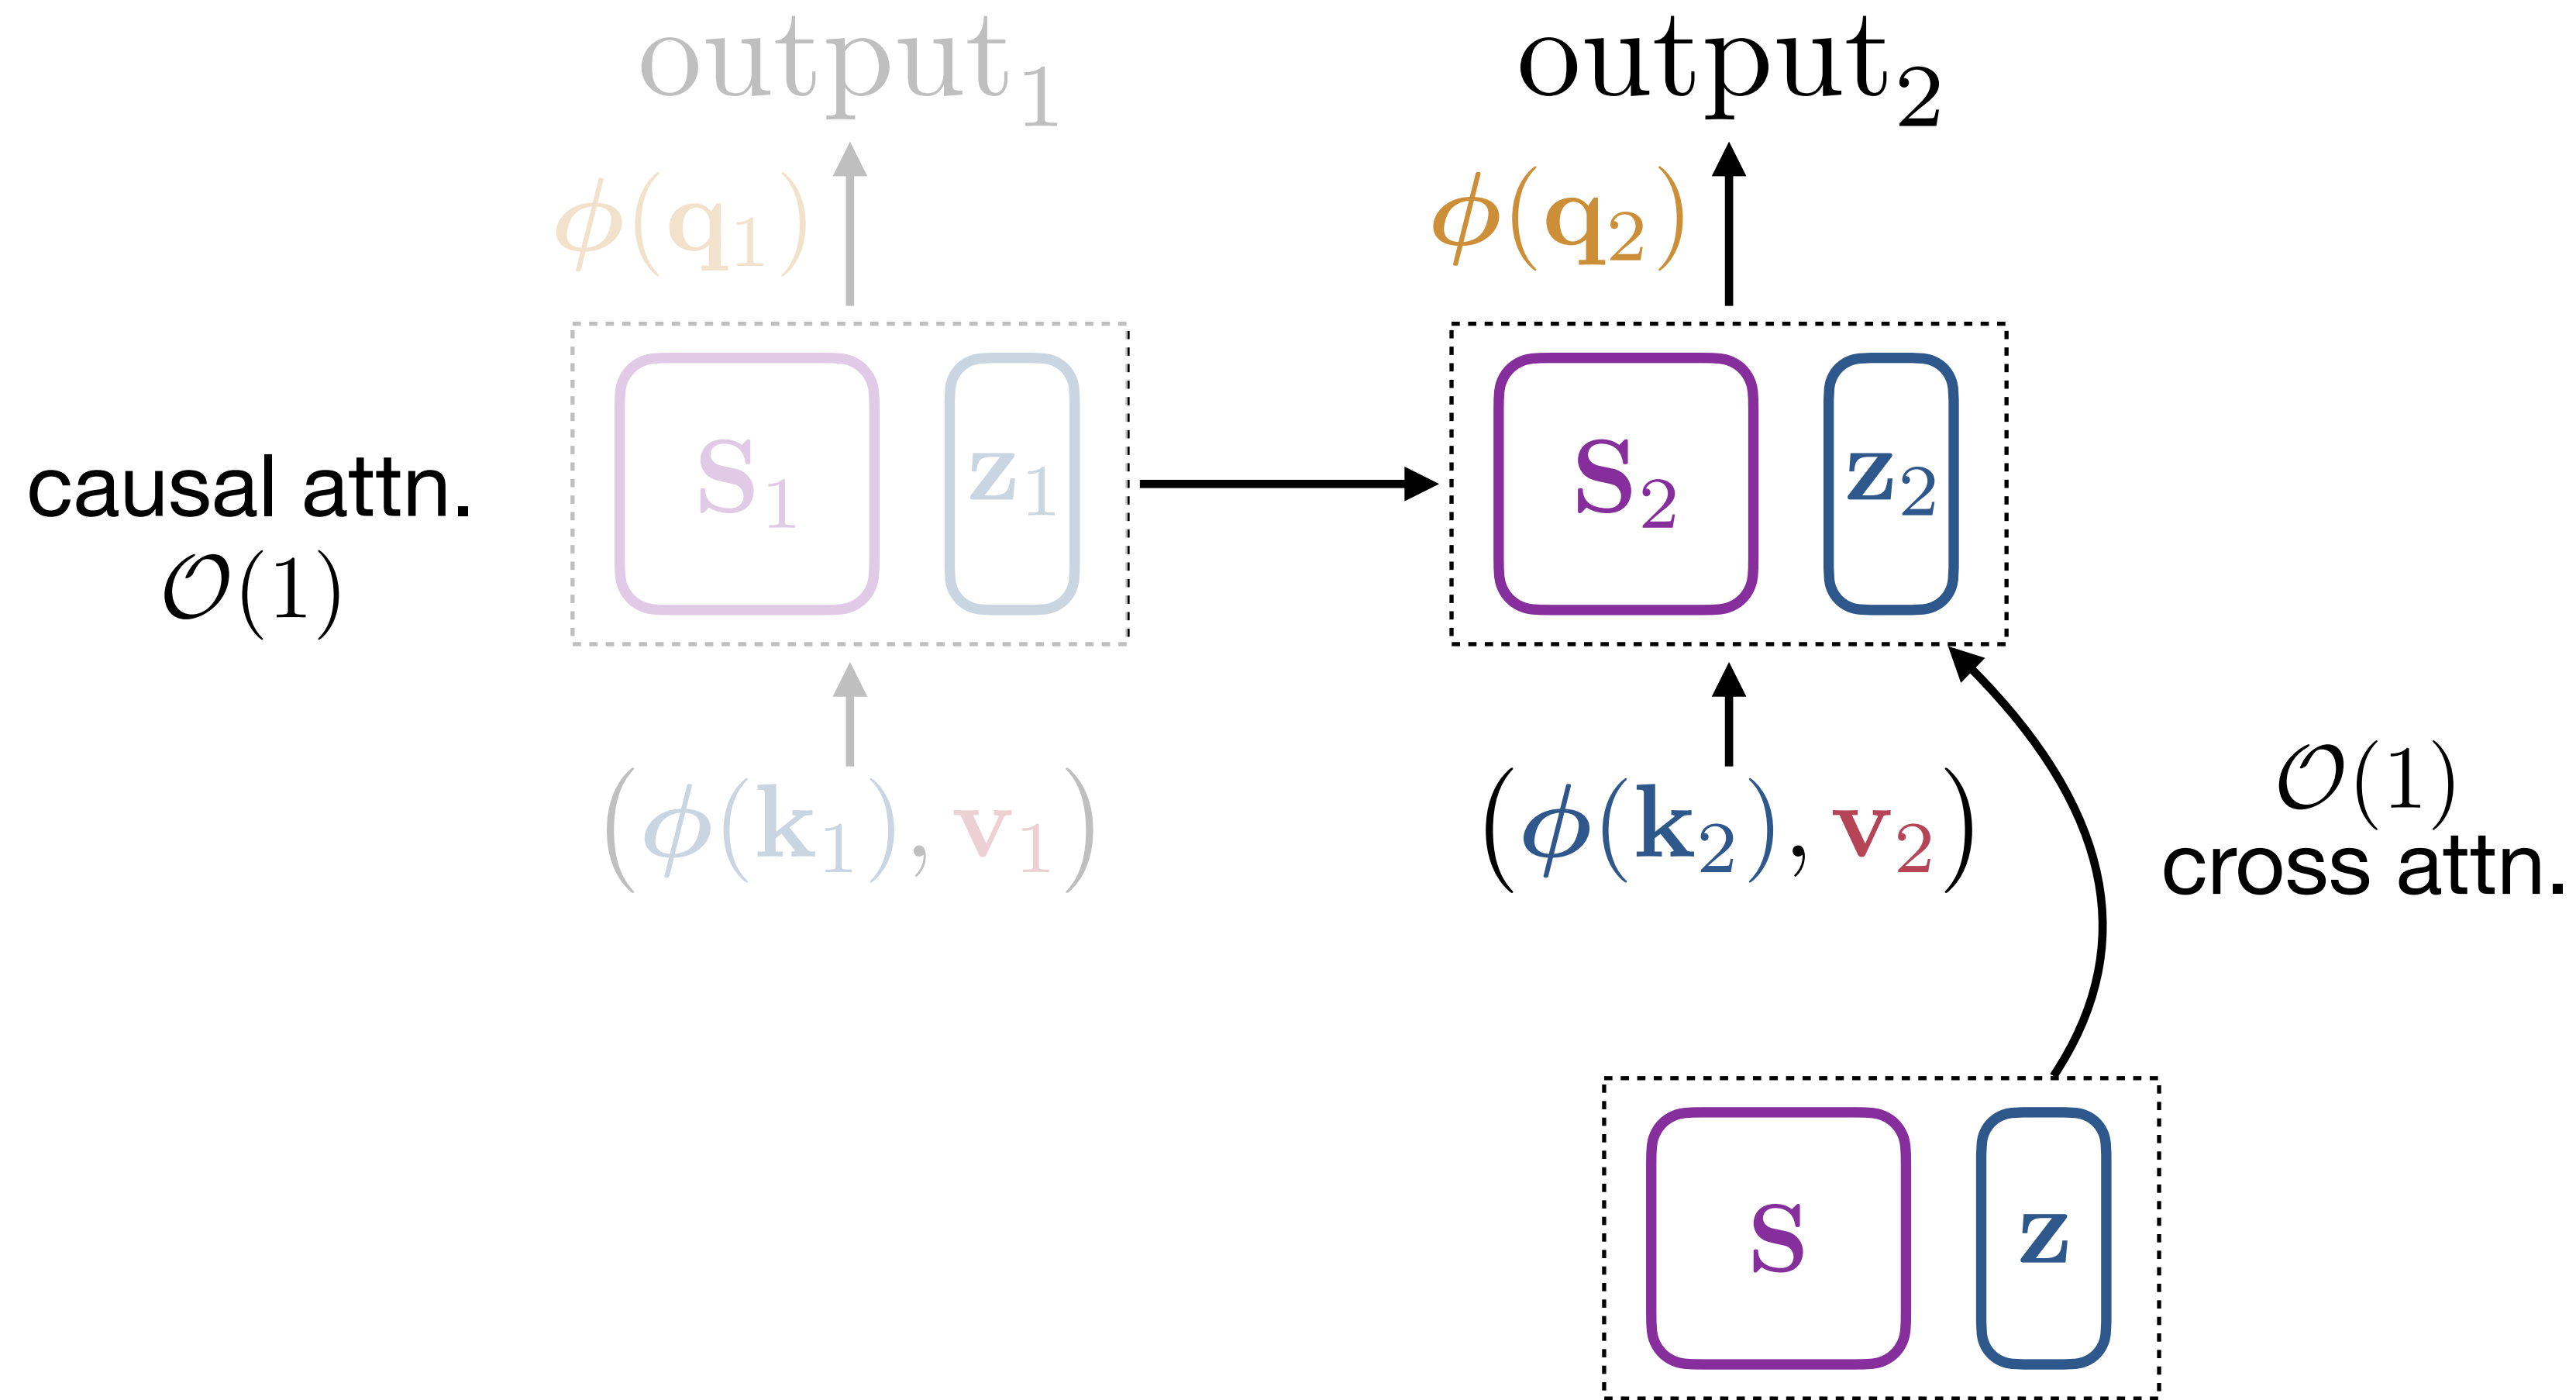 output₁
output₂
ϕ(q₁)
ϕ(q₂)
causal attn.
O(1)
S₁
z₁
S₂
z₂
(ϕ(k₁), v₁)
(ϕ(k₂), v₂)
O(1)
cross attn.
S
z